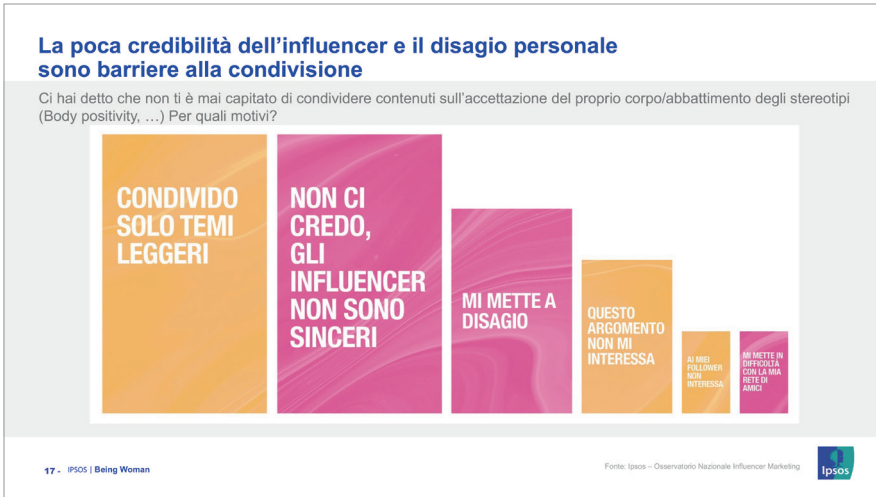 La poca credibilità dell'influencer e il disagio personale
sono barriere alla condivisione
Ci hai detto che non ti è mai capitato di condividere contenuti sull'accettazione del proprio corpo/abbattimento degli stereotipi
(Body positivity, …) Per quali motivi?
CONDIVIDO
SOLO TEMI
LEGGERI
NON CI
CREDO,
GLI
INFLUENCER
NON SONO
SINCERI
MI METTE A
DISAGIO
QUESTO
ARGOMENTO
NON MI
INTERESSA
AI MIEI
FOLLOWER
NON
INTERESSA
MI METTE IN
DIFFICOLTÀ
CON LA MIA
RETE DI
AMICI
17 - IPSOS | Being Woman
Fonte: Ipsos – Osservatorio Nazionale Influencer Marketing
Ipsos